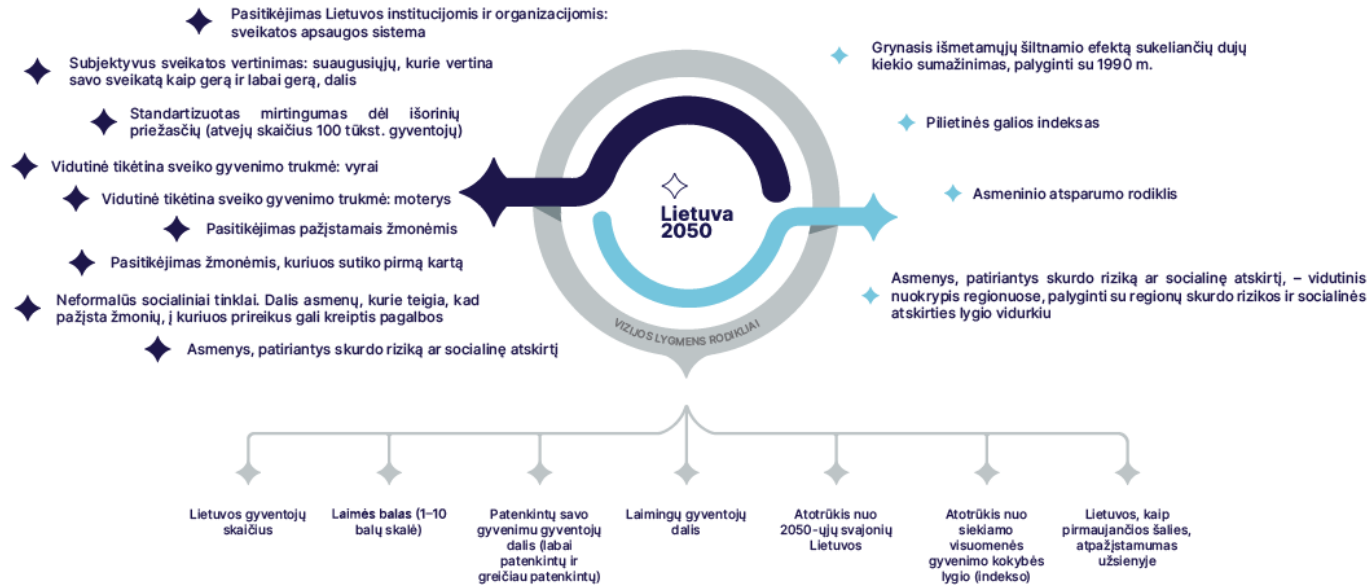 Pasitikėjimas Lietuvos institucijomis ir organizacijomis:
sveikatos apsaugos sistema
Subjektyvus sveikatos vertinimas: suaugusiųjų, kurie vertina
savo sveikatą kaip gerą ir labai gerą, dalis
Standartizuotas mirtingumas dėl išorinių
priežasčių (atvejų skaičius 100 tūkst. gyventojų)
Vidutinė tikėtina sveiko gyvenimo trukmė: vyrai
Vidutinė tikėtina sveiko gyvenimo trukmė: moterys
Pasitikėjimas pažįstamais žmonėmis
Pasitikėjimas žmonėmis, kuriuos sutiko pirmą kartą
Neformalūs socialiniai tinklai. Dalis asmenų, kurie teigia, kad
pažįsta žmonių, į kuriuos prireikus gali kreiptis pagalbos
Asmenys, patiriantys skurdo riziką ar socialinę atskirtį
Lietuva
2050
VIZIJOS LYGMENS RODIKLIAI
Grynasis išmetamųjų šiltnamio efektą sukeliančių dujų
kiekio sumažinimas, palyginti su 1990 m.
Pilietinės galios indeksas
Asmeninio atsparumo rodiklis
Asmenys, patiriantys skurdo riziką ar socialinę atskirtį, – vidutinis
nuokrypis regionuose, palyginti su regionų skurdo rizikos ir socialinės
atskirties lygio vidurkiu
Lietuvos gyventojų
skaičius
Laimės balas (1–10
balų skalė)
Patenkintų savo
gyvenimu gyventojų
dalis (labai
patenkintų ir
greičiau patenkintų)
Laimingų gyventojų
dalis
Atotrūkis nuo
2050-ųjų svajonių
Lietuvos
Atotrūkis nuo
siekiamo
visuomenės
gyvenimo kokybės
lygio (indekso)
Lietuvos, kaip
pirmaujančios šalies,
atpažįstamumas
užsienyje